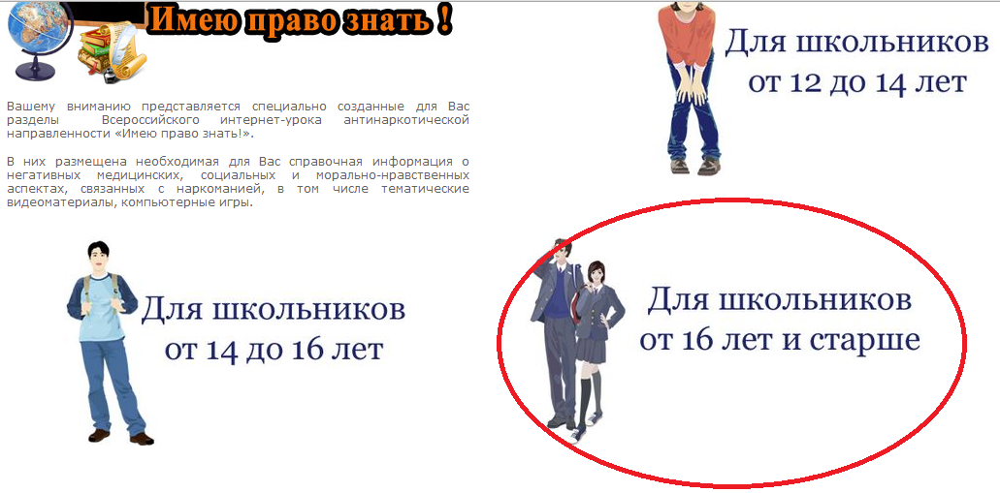 Имею право знать !
Для школьников
от 12 до 14 лет
Вашему вниманию представляется специально созданные для Вас
разделы Всероссийского интернет-урока антинаркотической
направленности «Имею право знать!».
В них размещена необходимая для Вас справочная информация о
негативных медицинских, социальных и морально-нравственных
аспектах, связанных с наркоманией, в том числе тематические
видеоматериалы, компьютерные игры.
Для школьников
от 14 до 16 лет
Для школьников
от 16 лет и старше